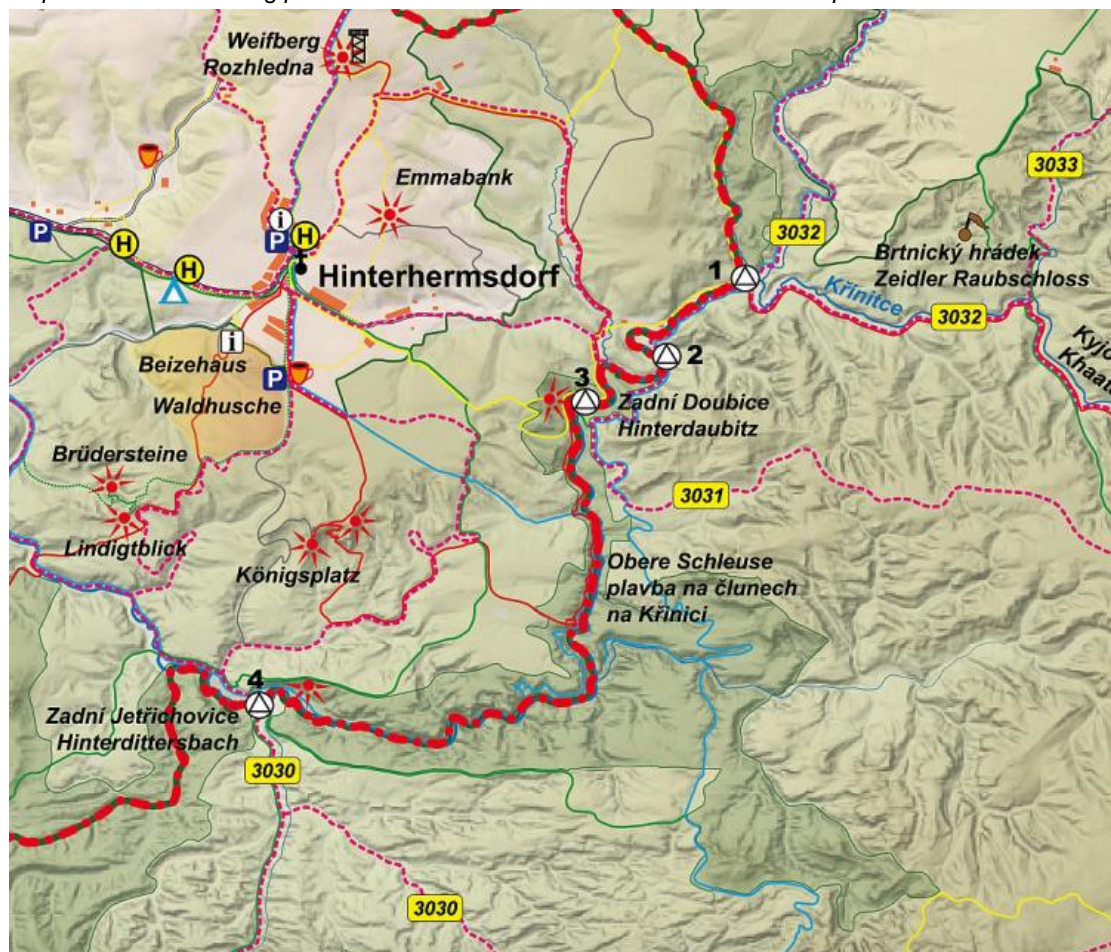 Weifberg
Rozhledna
Emmabank
H
i
P
H
P
H
Hinterhermsdorf
3033
3032
1
Brtnický hrádek
Zeidler Raubschloss
Křinitce
3032
i
Beizehaus
2
P
3
Waldhusche
Zadní Doubice
Hinterdaubitz
Brüdersteine
3031
Lindigtblick
Königsplatz
Obere Schleuse
plavba na člunech
na Křinici
4
Zadní Jetřichovice
Hinterdittersbach
3030
3030